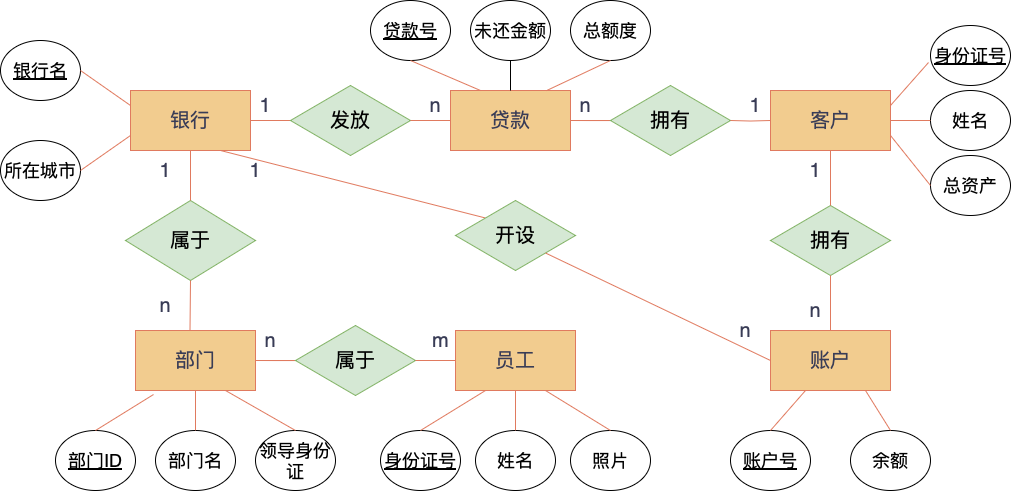 贷款号
未还金额
总额度
身份证号
银行名
银行
1
发放
n
贷款
n
拥有
1
客户
姓名
所在城市
1
1
1
总资产
属于
开设
拥有
n
n
n
部门
n
属于
m
员工
账户
部门ID
部门名
领导身份
证
身份证号
姓名
照片
账户号
余额